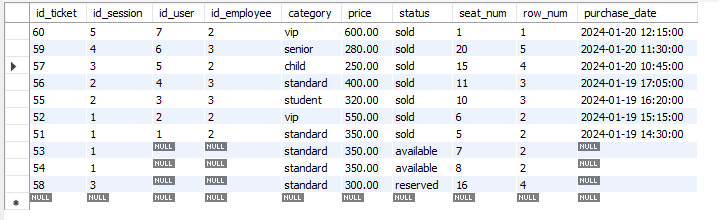 id_ticket id_session id_user id_employee category price status seat_num row_num purchase_date
60 5 7 2 vip 600.00 sold 1 1 2024-01-20 12:15:00
59 4 6 3 senior 280.00 sold 20 5 2024-01-20 11:30:00
57 3 5 2 child 250.00 sold 15 4 2024-01-20 10:45:00
56 2 4 3 standard 400.00 sold 11 3 2024-01-19 17:05:00
55 2 3 3 student 320.00 sold 10 3 2024-01-19 16:20:00
52 1 2 2 vip 550.00 sold 6 2 2024-01-19 15:15:00
51 1 1 2 standard 350.00 sold 5 2 2024-01-19 14:30:00
53 1 NULL NULL standard 350.00 available 7 2 NULL
54 1 NULL NULL standard 350.00 available 8 2 NULL
58 3 NULL NULL standard 300.00 reserved 16 4 NULL
NULL NULL NULL NULL NULL NULL NULL NULL NULL NULL